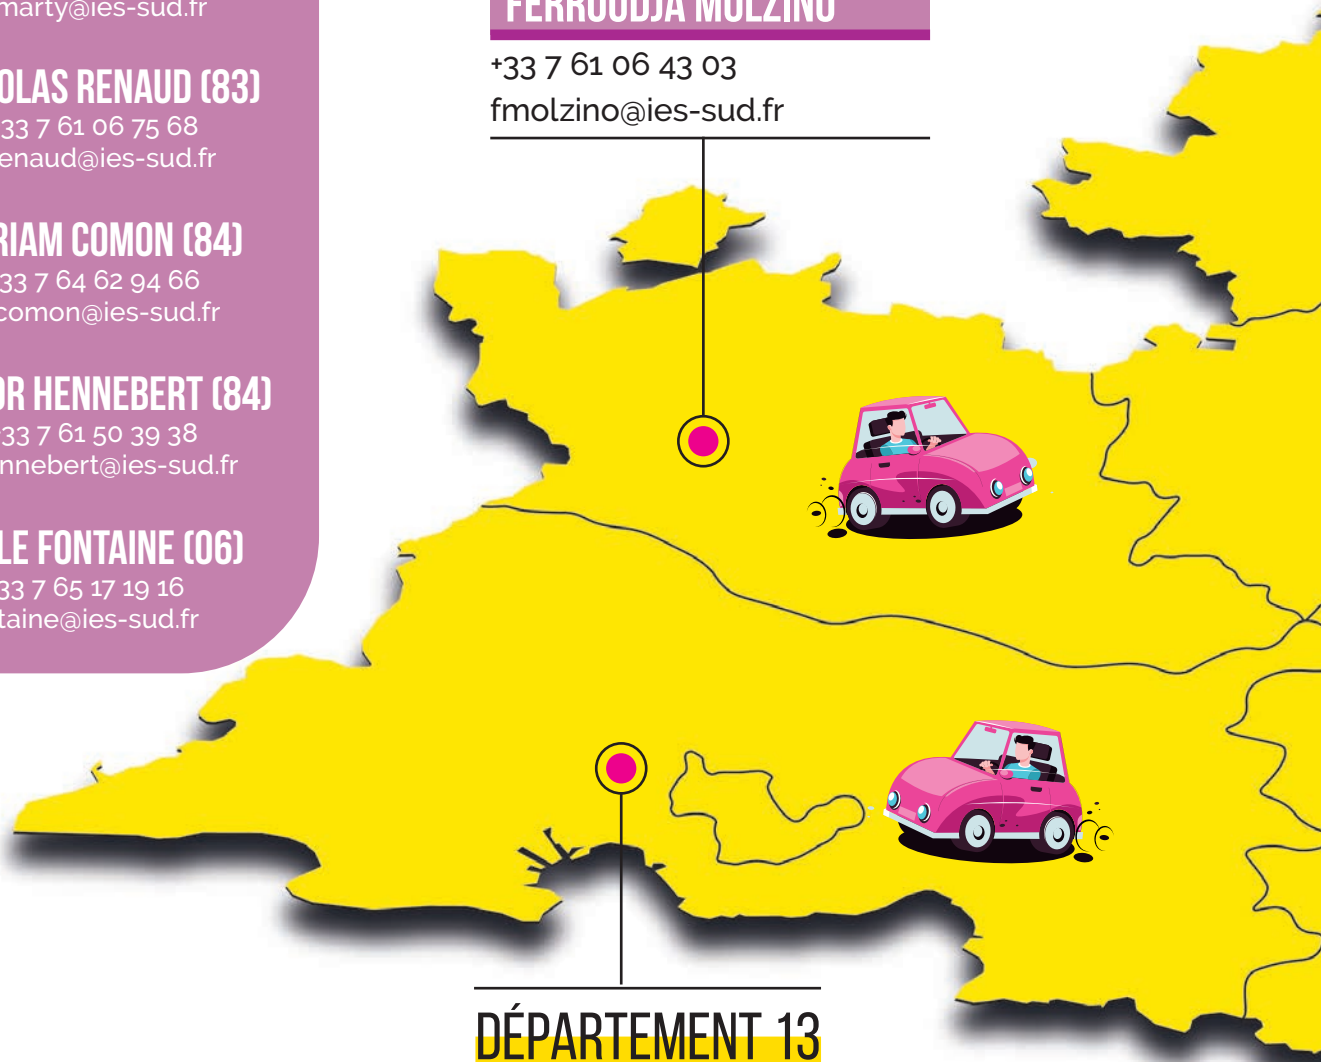 marty@ies-sud.fr
OLAS RENAUD (83)
33 7 61 06 75 68
enaud@ies-sud.fr
RIAM COMON (84)
33 7 64 62 94 66
comon@ies-sud.fr
OR HENNEBERT (84)
33 7 61 50 39 38
nnebert@ies-sud.fr
LE FONTAINE (06)
33 7 65 17 19 16
taine@ies-sud.fr
FERROUDJA MOLZINO
+33 7 61 06 43 03
fmolzino@ies-sud.fr
DÉPARTEMENT 13